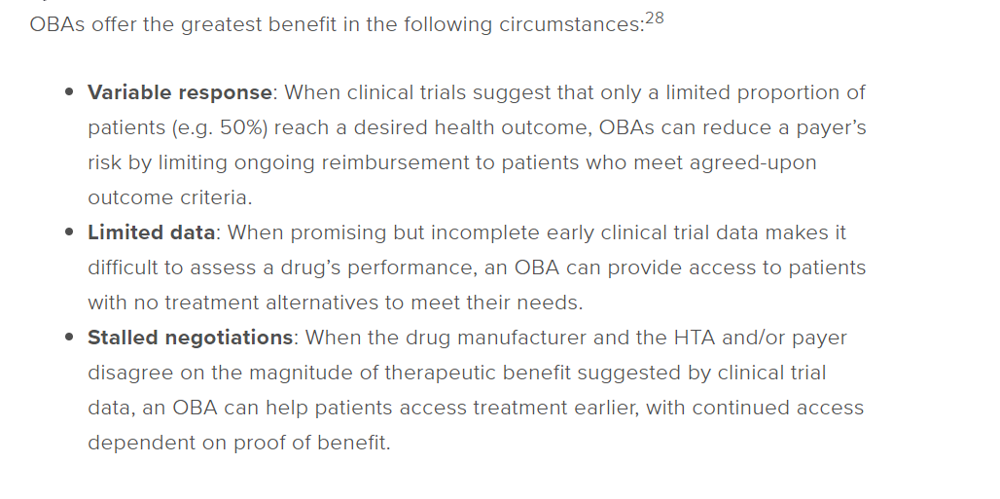 OBAs offer the greatest benefit in the following circumstances:28
• Variable response: When clinical trials suggest that only a limited proportion of
patients (e.g. 50%) reach a desired health outcome, OBAs can reduce a payer’s
risk by limiting ongoing reimbursement to patients who meet agreed-upon
outcome criteria.
• Limited data: When promising but incomplete early clinical trial data makes it
difficult to assess a drug’s performance, an OBA can provide access to patients
with no treatment alternatives to meet their needs.
• Stalled negotiations: When the drug manufacturer and the HTA and/or payer
disagree on the magnitude of therapeutic benefit suggested by clinical trial
data, an OBA can help patients access treatment earlier, with continued access
dependent on proof of benefit.